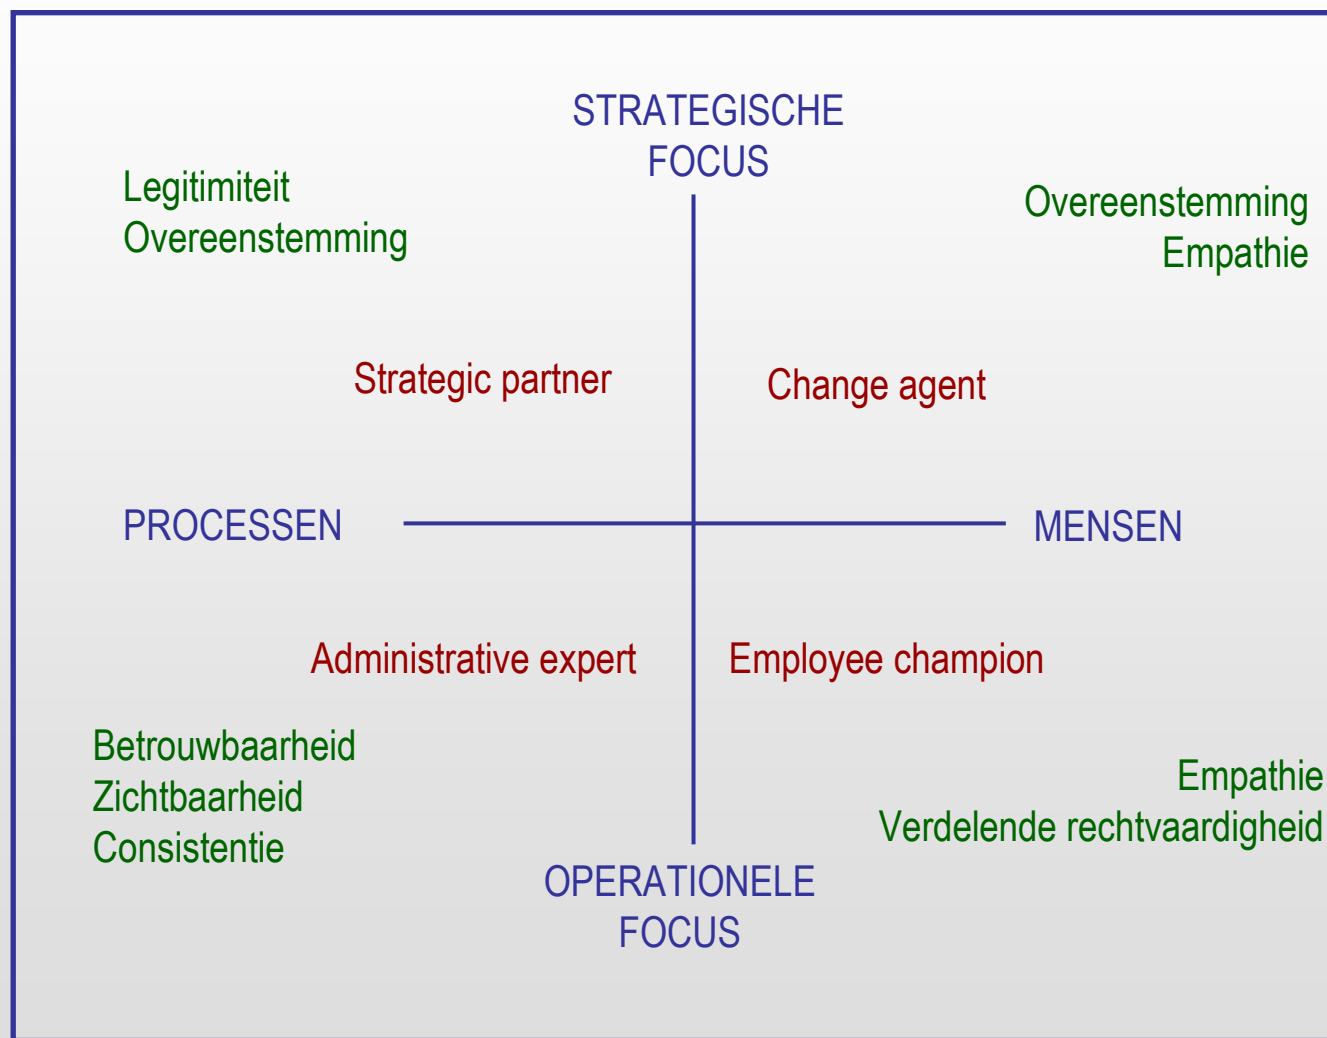 STRATEGISCHE
FOCUS
Legitimiteit
Overeenstemming
Overeenstemming
Empathie
Strategic partner
Change agent
PROCESSEN
MENSEN
Administrative expert
Employee champion
Betrouwbaarheid
Zichtbaarheid
Consistentie
Empathie
Verdelende rechtvaardigheid
OPERATIONELE
FOCUS